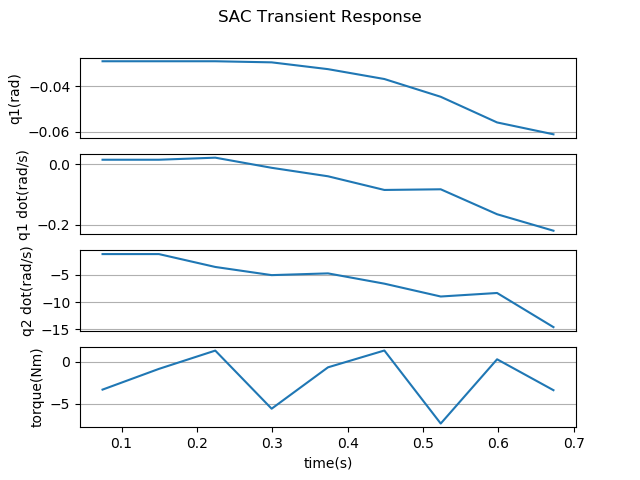 SAC Transient Response
q1(rad)
−0.04
−0.06
q1 dot(rad/s)
0.0
−0.2
q2 dot(rad/s)
−5
−10
−15
torque(Nm)
0
−5
0.1 0.2 0.3 0.4 0.5 0.6 0.7
time(s)